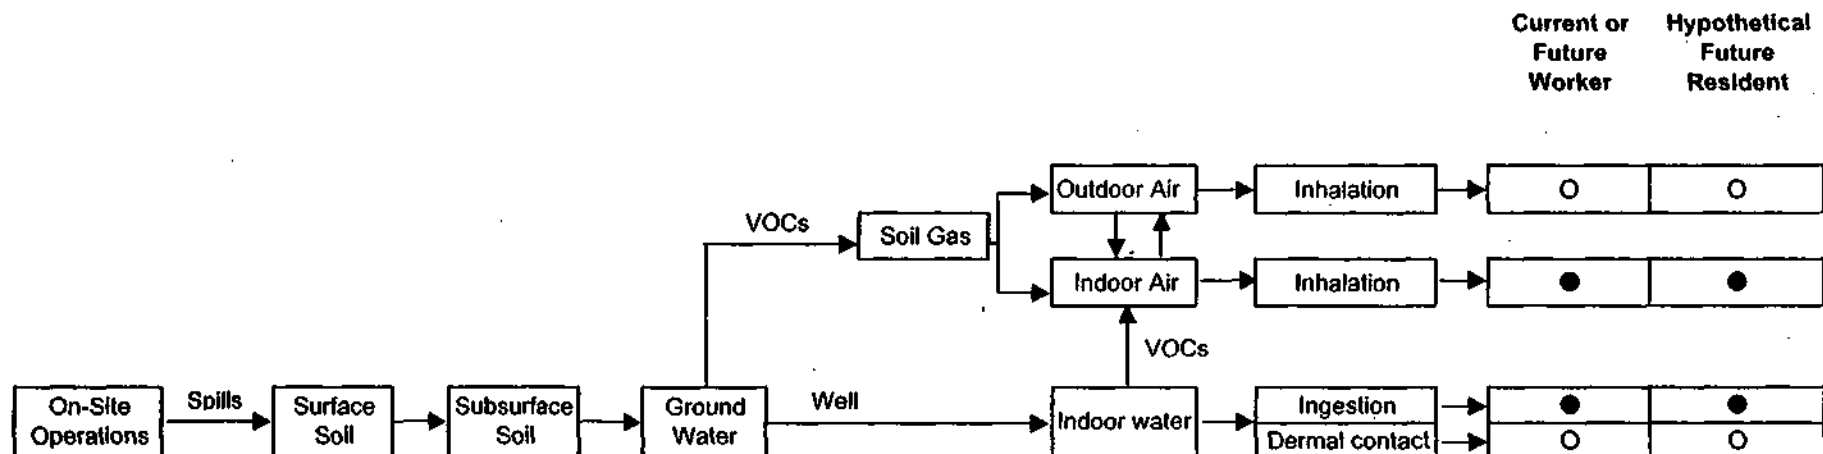 Current or
Future
Worker
Hypothetical
Future
Resident
Outdoor Air
Inhalation
O
O
VOCs
Soil Gas
Indoor Air
Inhalation
●
●
VOCs
On-Site
Operations
Spills
Surface
Soil
Subsurface
Soil
Ground
Water
Well
Indoor water
Ingestion
●
●
Dermal contact
O
O